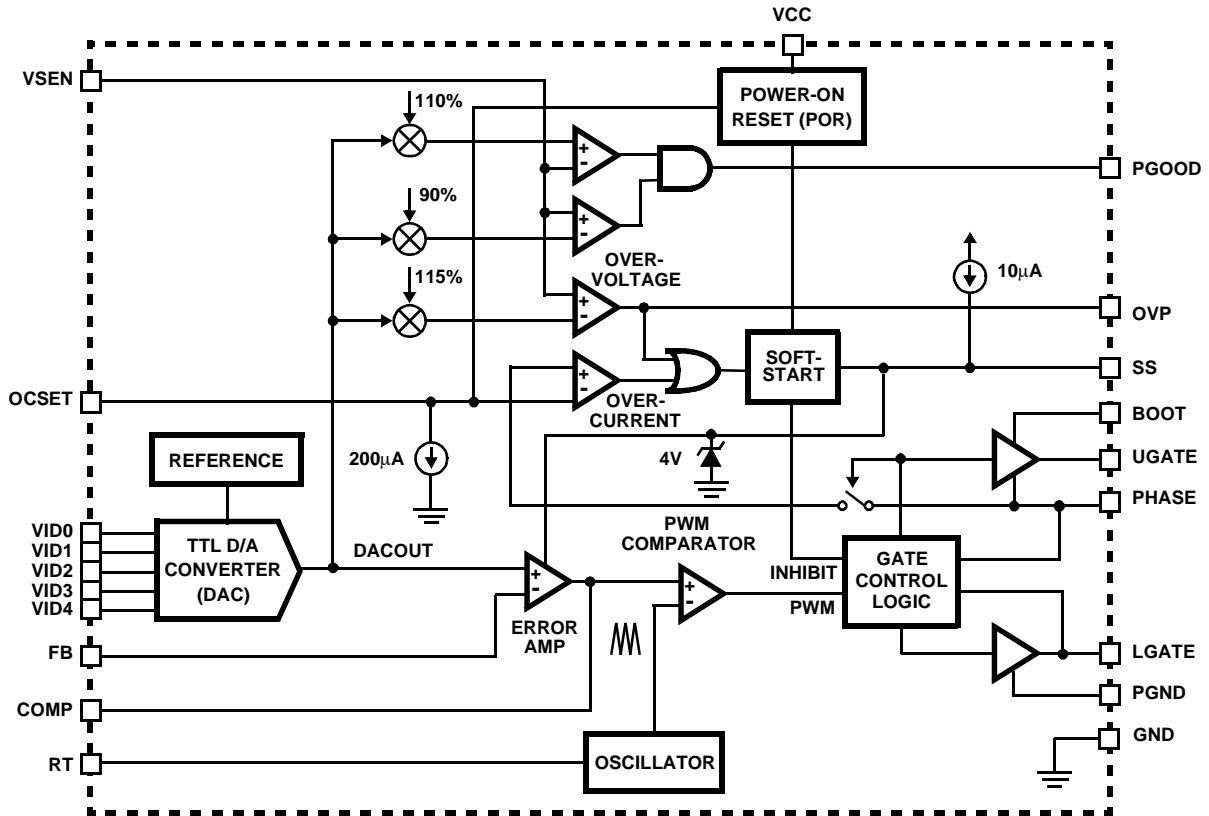 VCC
VSEN
POWER-ON
RESET (POR)
110%
+
-
PGOOD
90%
+
-
OVER-
VOLTAGE
10µA
115%
+
-
OVP
SOFT-
START
SS
+
-
OCSET
OVER-
CURRENT
BOOT
REFERENCE
200µA
4V
UGATE
PHASE
VID0
VID1
VID2
VID3
VID4
TTL D/A
CONVERTER
(DAC)
DACOUT
PWM
COMPARATOR
+
-
+
-
INHIBIT
PWM
GATE
CONTROL
LOGIC
ERROR
AMP
FB
LGATE
COMP
PGND
GND
RT
OSCILLATOR